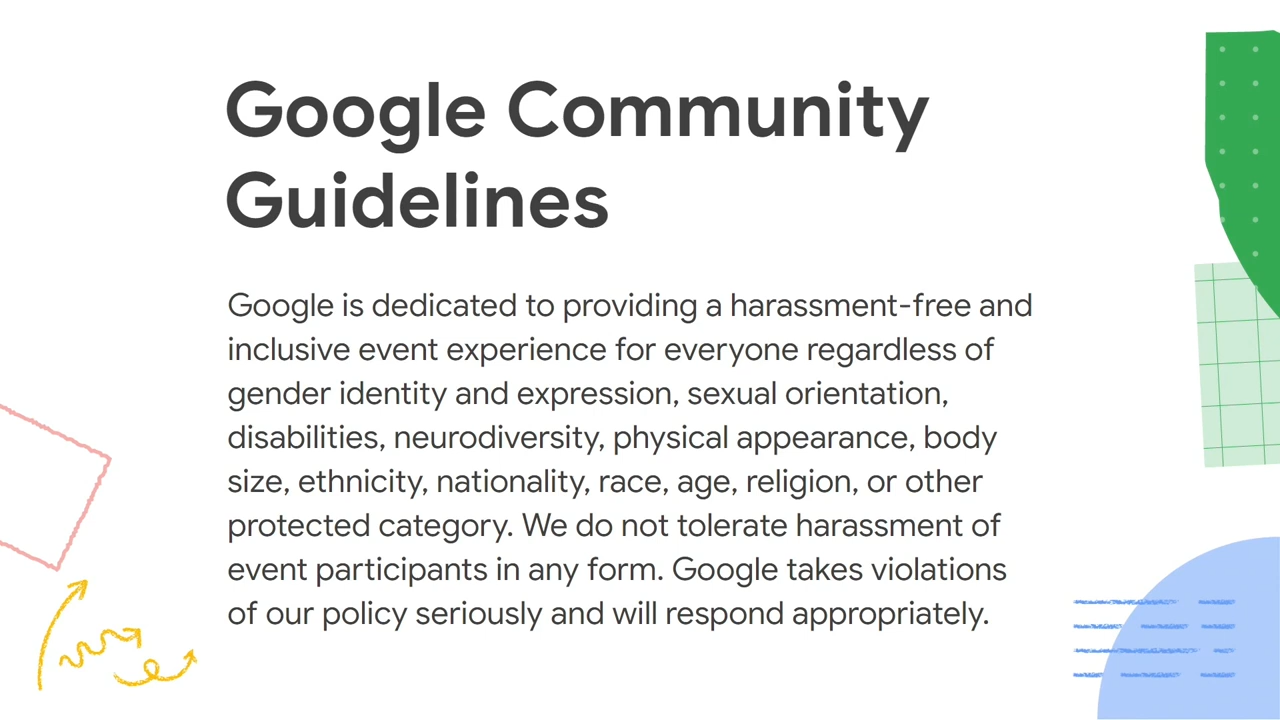 Google Community
Guidelines
Google is dedicated to providing a harassment-free and
inclusive event experience for everyone regardless of
gender identity and expression, sexual orientation,
disabilities, neurodiversity, physical appearance, body
size, ethnicity, nationality, race, age, religion, or other
protected category. We do not tolerate harassment of
event participants in any form. Google takes violations
of our policy seriously and will respond appropriately.